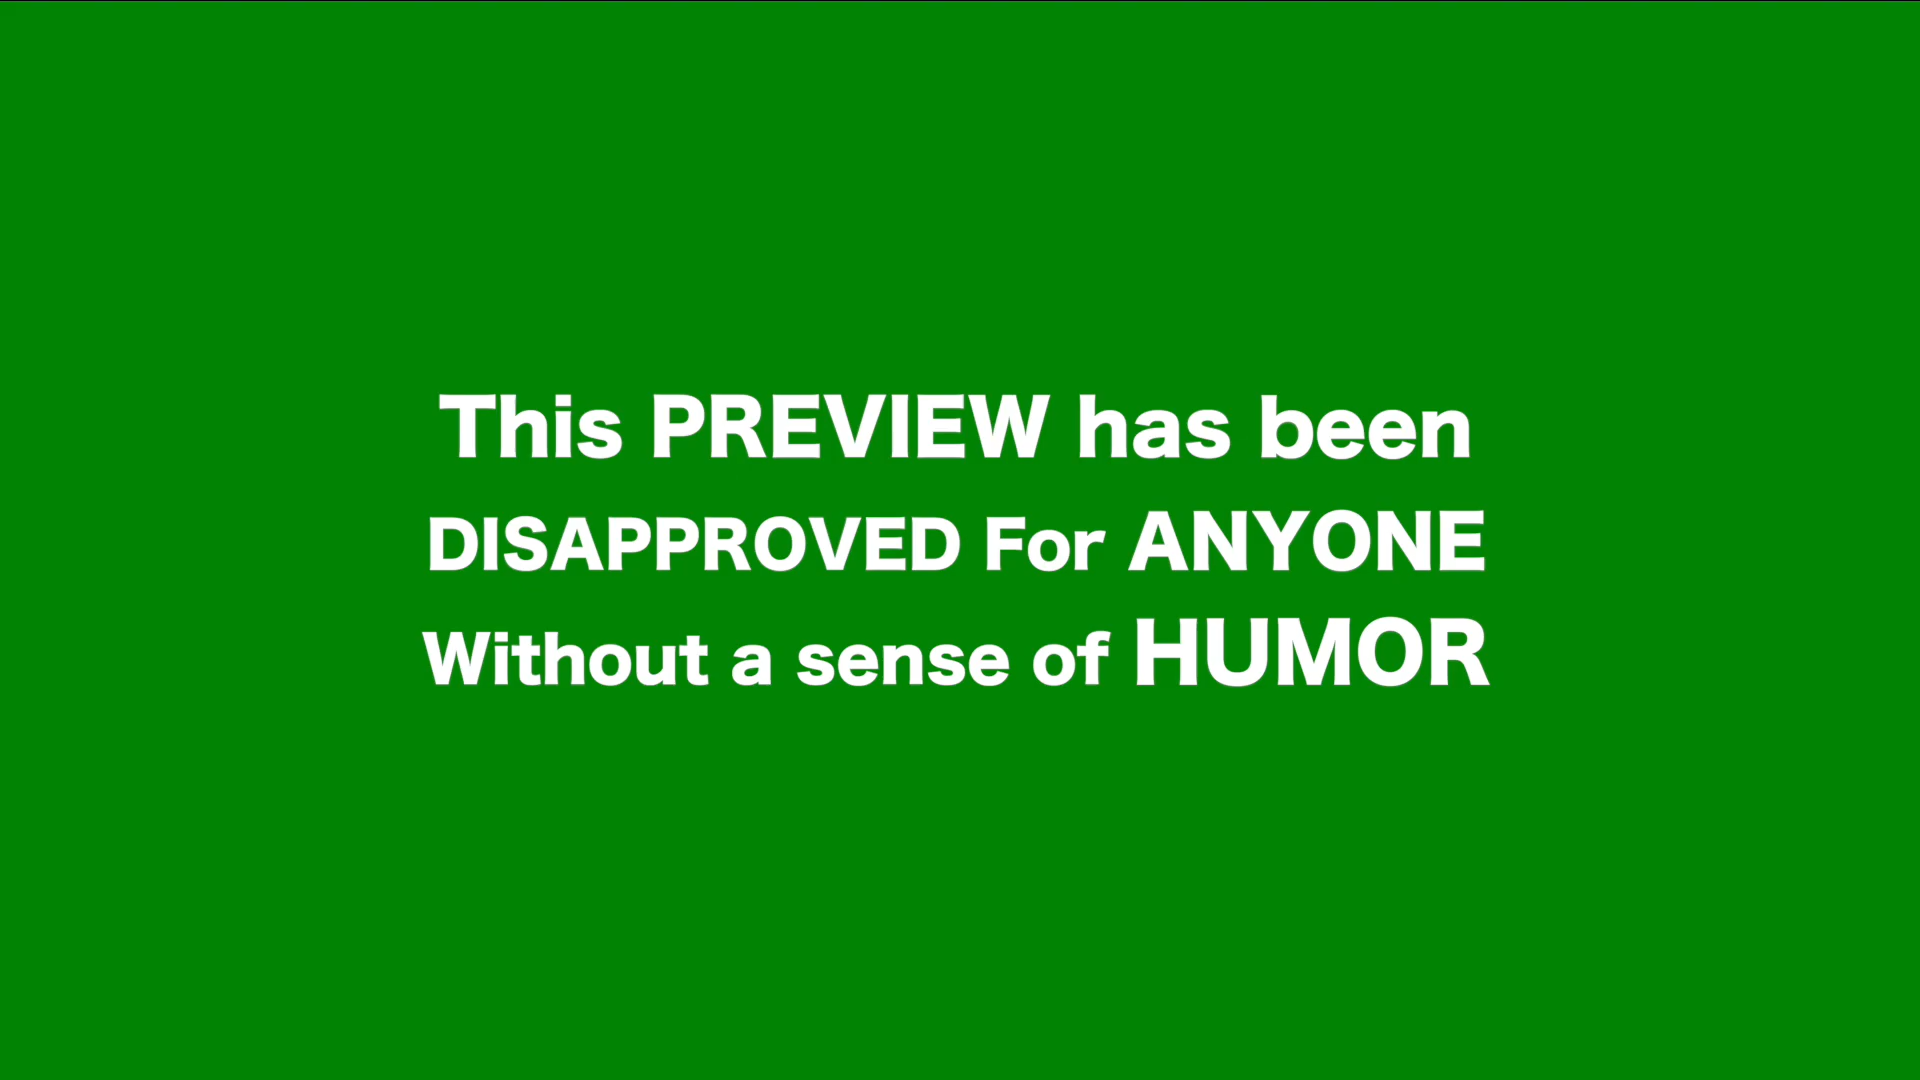 This PREVIEW has been
DISAPPROVED For ANYONE
Without a sense of HUMOR